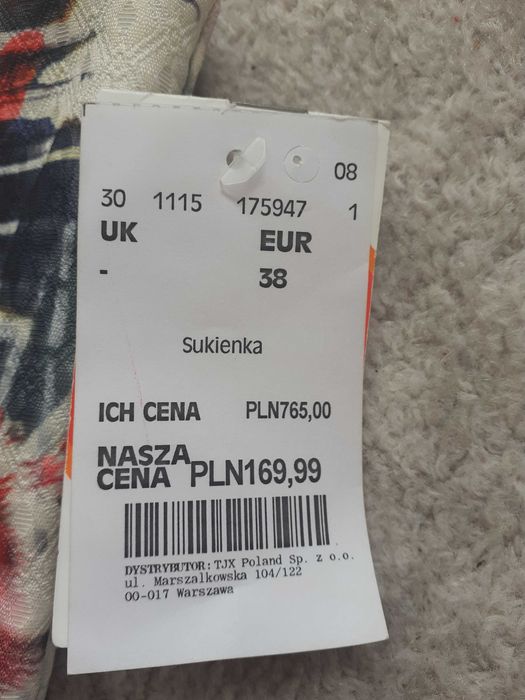 08
30 1115 175947 1
UK EUR
- 38
Sukienka
ICH CENA PLN765,00
NASZA
CENA PLN169,99
DYSTRYBUTOR: TJX Poland Sp. z o.o.
ul. Marszalkowska 104/122
00-017 Warszawa